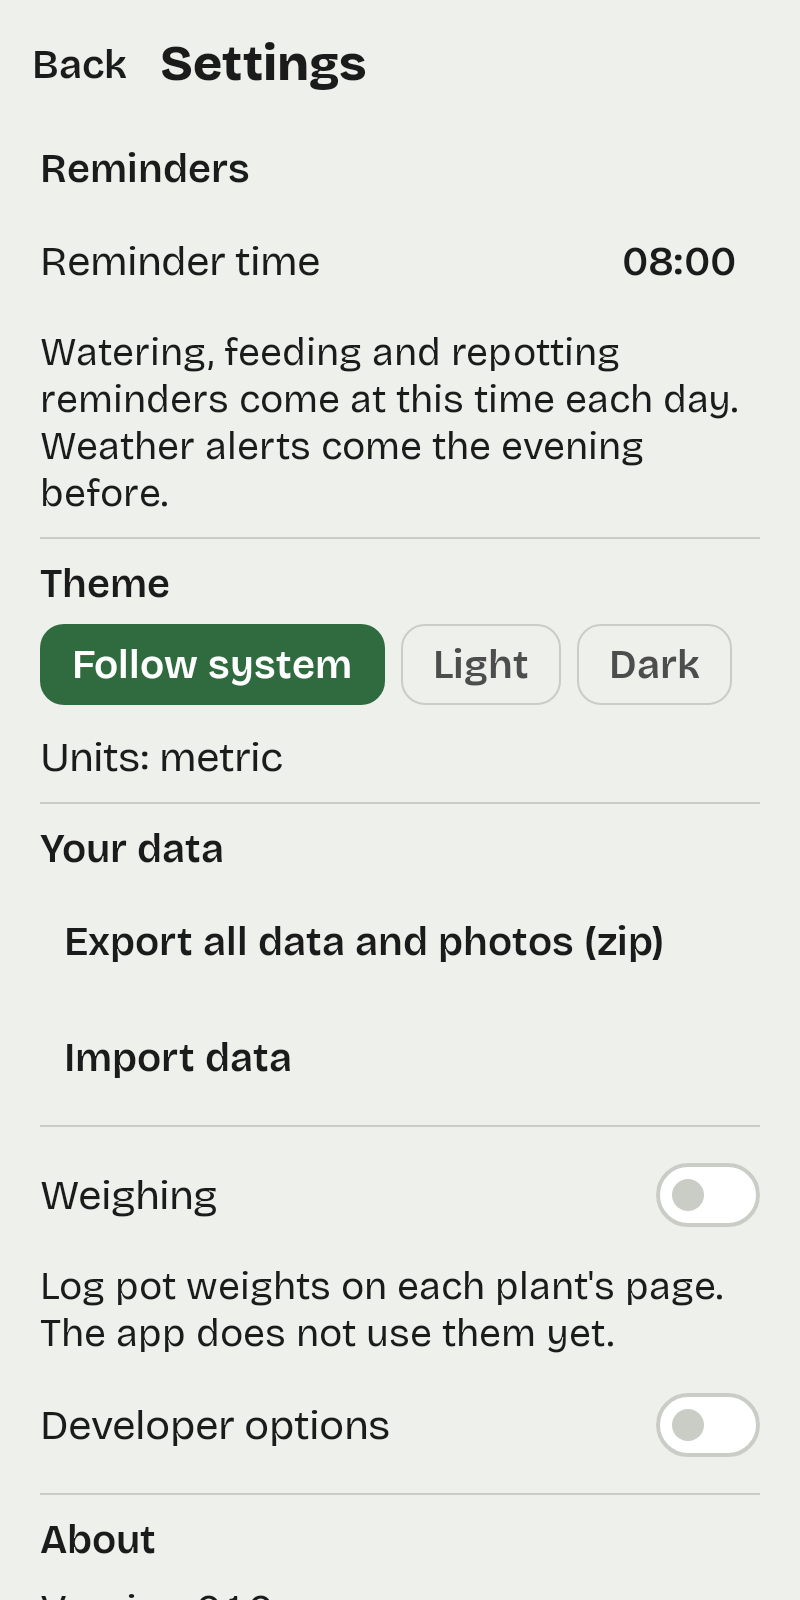 Back Settings
Reminders
Reminder time 08:00
Watering, feeding and repotting
reminders come at this time each day.
Weather alerts come the evening
before.
Theme
Follow system Light Dark
Units: metric
Your data
Export all data and photos (zip)
Import data
Weighing
Log pot weights on each plant's page.
The app does not use them yet.
Developer options
About